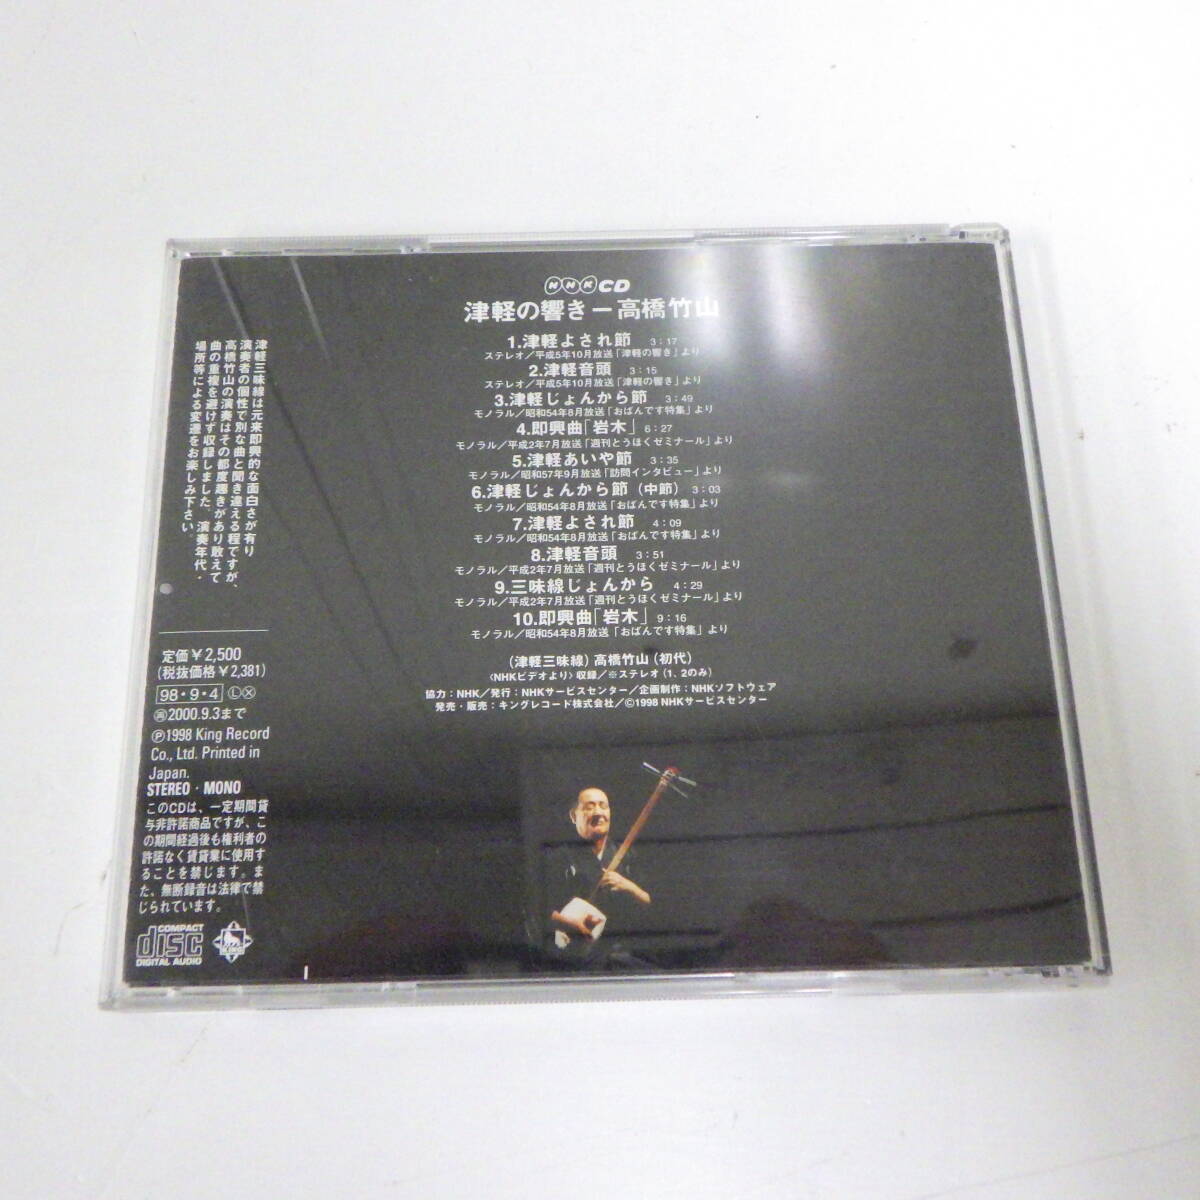 NHK CD
津軽の響き－高橋竹山
1.津軽よされ節 3:17
ステレオ／平成5年10月放送「津軽の響き」より
2.津軽音頭 3:15
ステレオ／平成5年10月放送「津軽の響き」より
3.津軽じょんから節 3:49
モノラル／昭和54年8月放送「おばんです特集」より
4.即興曲「岩木」 6:27
モノラル／平成2年7月放送「週刊とうほくゼミナール」より
5.津軽あいや節 3:35
モノラル／昭和57年9月放送「訪問インタビュー」より
6.津軽じょんから節（中節） 3:03
モノラル／昭和54年8月放送「おばんです特集」より
7.津軽よされ節 4:09
モノラル／昭和54年8月放送「おばんです特集」より
8.津軽音頭 3:51
モノラル／平成2年7月放送「週刊とうほくゼミナール」より
9.三味線じょんから 4:29
モノラル／平成2年7月放送「週刊とうほくゼミナール」より
10.即興曲「岩木」 9:16
モノラル／昭和54年8月放送「おばんです特集」より
（津軽三味線）高橋竹山（初代）
〈NHKビデオより〉収録／※ステレオ（1、2のみ）
協力：NHK／発行：NHKサービスセンター／企画制作：NHKソフトウェア
発売・販売：キングレコード株式会社／©1998 NHKサービスセンター
津軽三味線は元来即興的な面白さが有り
演奏者の個性で別な曲と聞き違える程ですが、
高橋竹山の演奏はその都度趣きがあり敢えて
曲の重複を避けず収録しました。演奏年代・
場所等による変遷をお楽しみ下さい。
定価￥2,500
(税抜価格￥2,381)
98・9・4 Ⓛ Ⓧ
再2000.9.3まで
℗1998 King Record
Co., Ltd. Printed in
Japan.
STEREO・MONO
このCDは、一定期間貸
与非許諾商品ですが、こ
の期間経過後も権利者の
許諾なく賃貸業に使用す
ることを禁じます。ま
た、無断録音は法律で禁
じられています。
COMPACT
disc
DIGITAL AUDIO